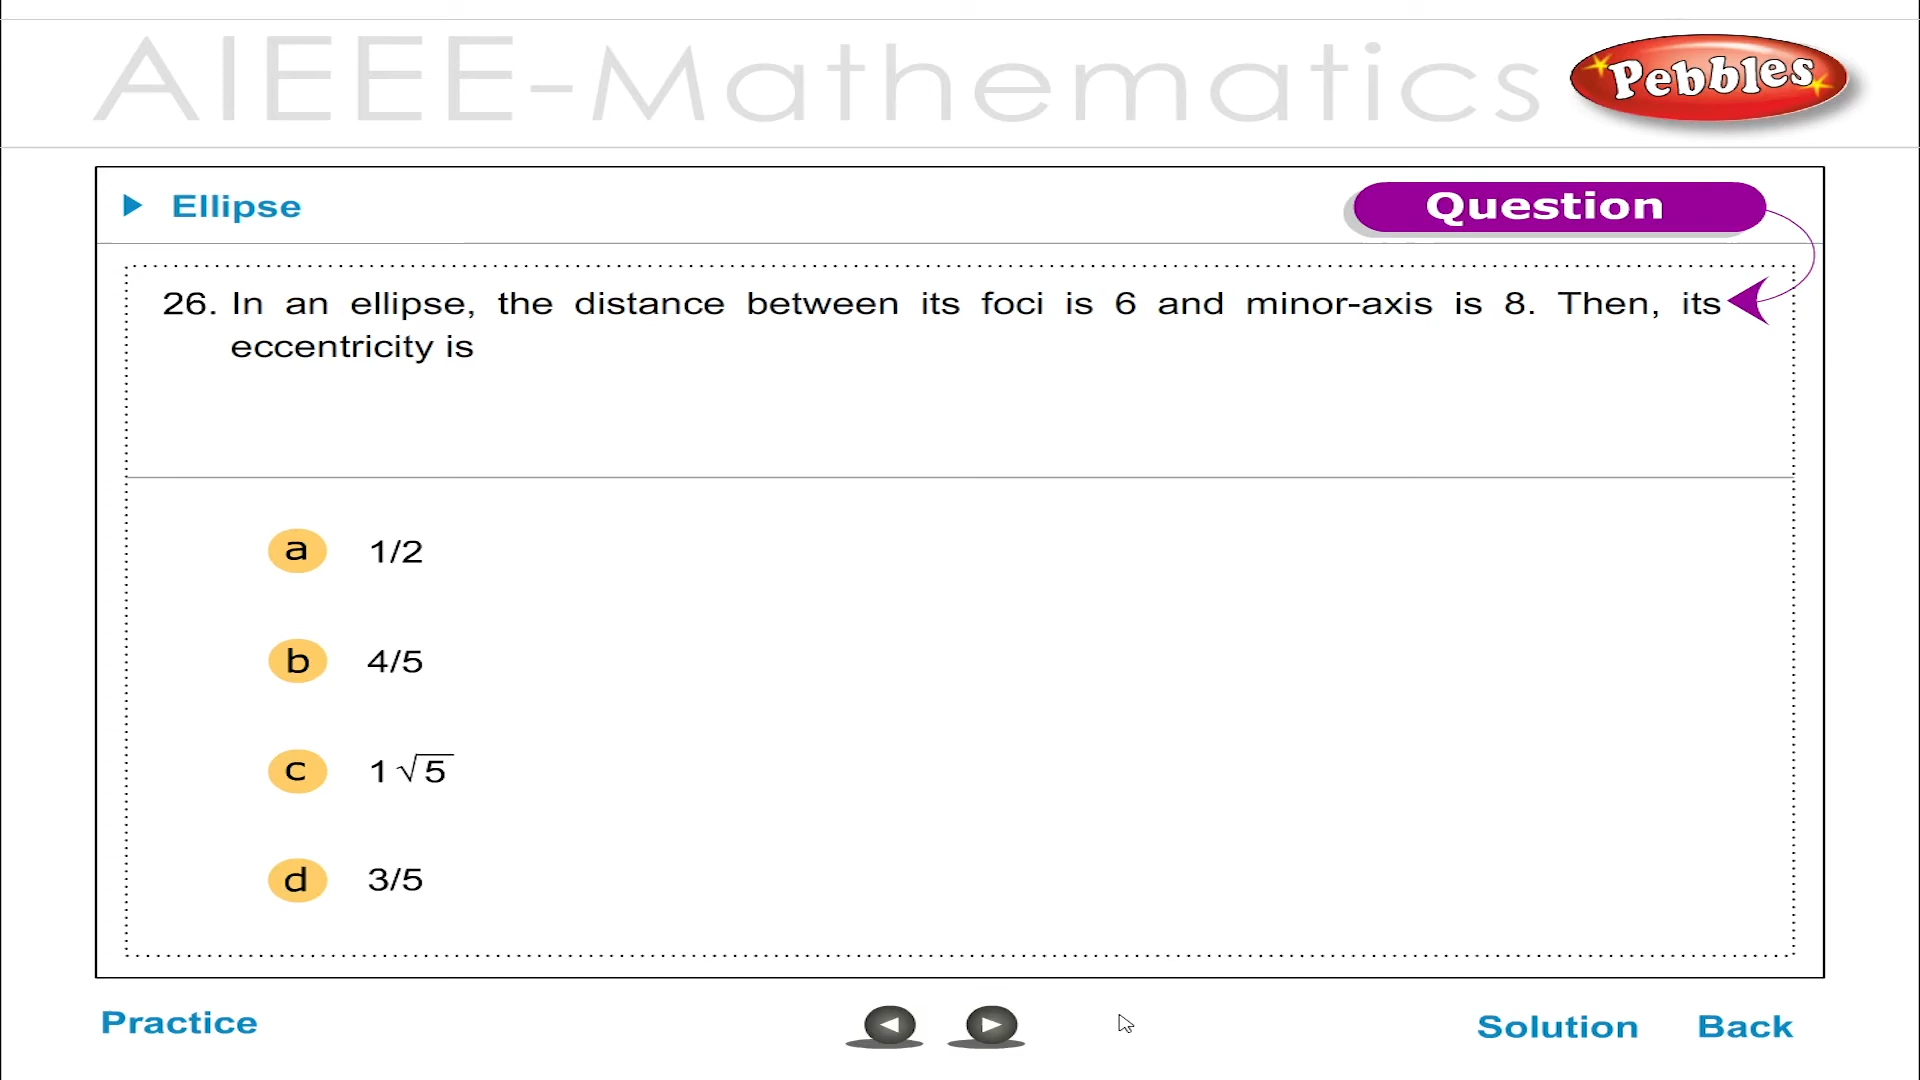 AIEEE-Mathematics
Pebbles
Ellipse
Question
26. In an ellipse, the distance between its foci is 6 and minor-axis is 8. Then, its
eccentricity is
a 1/2
b 4/5
c 1√5
d 3/5
Practice
Solution Back